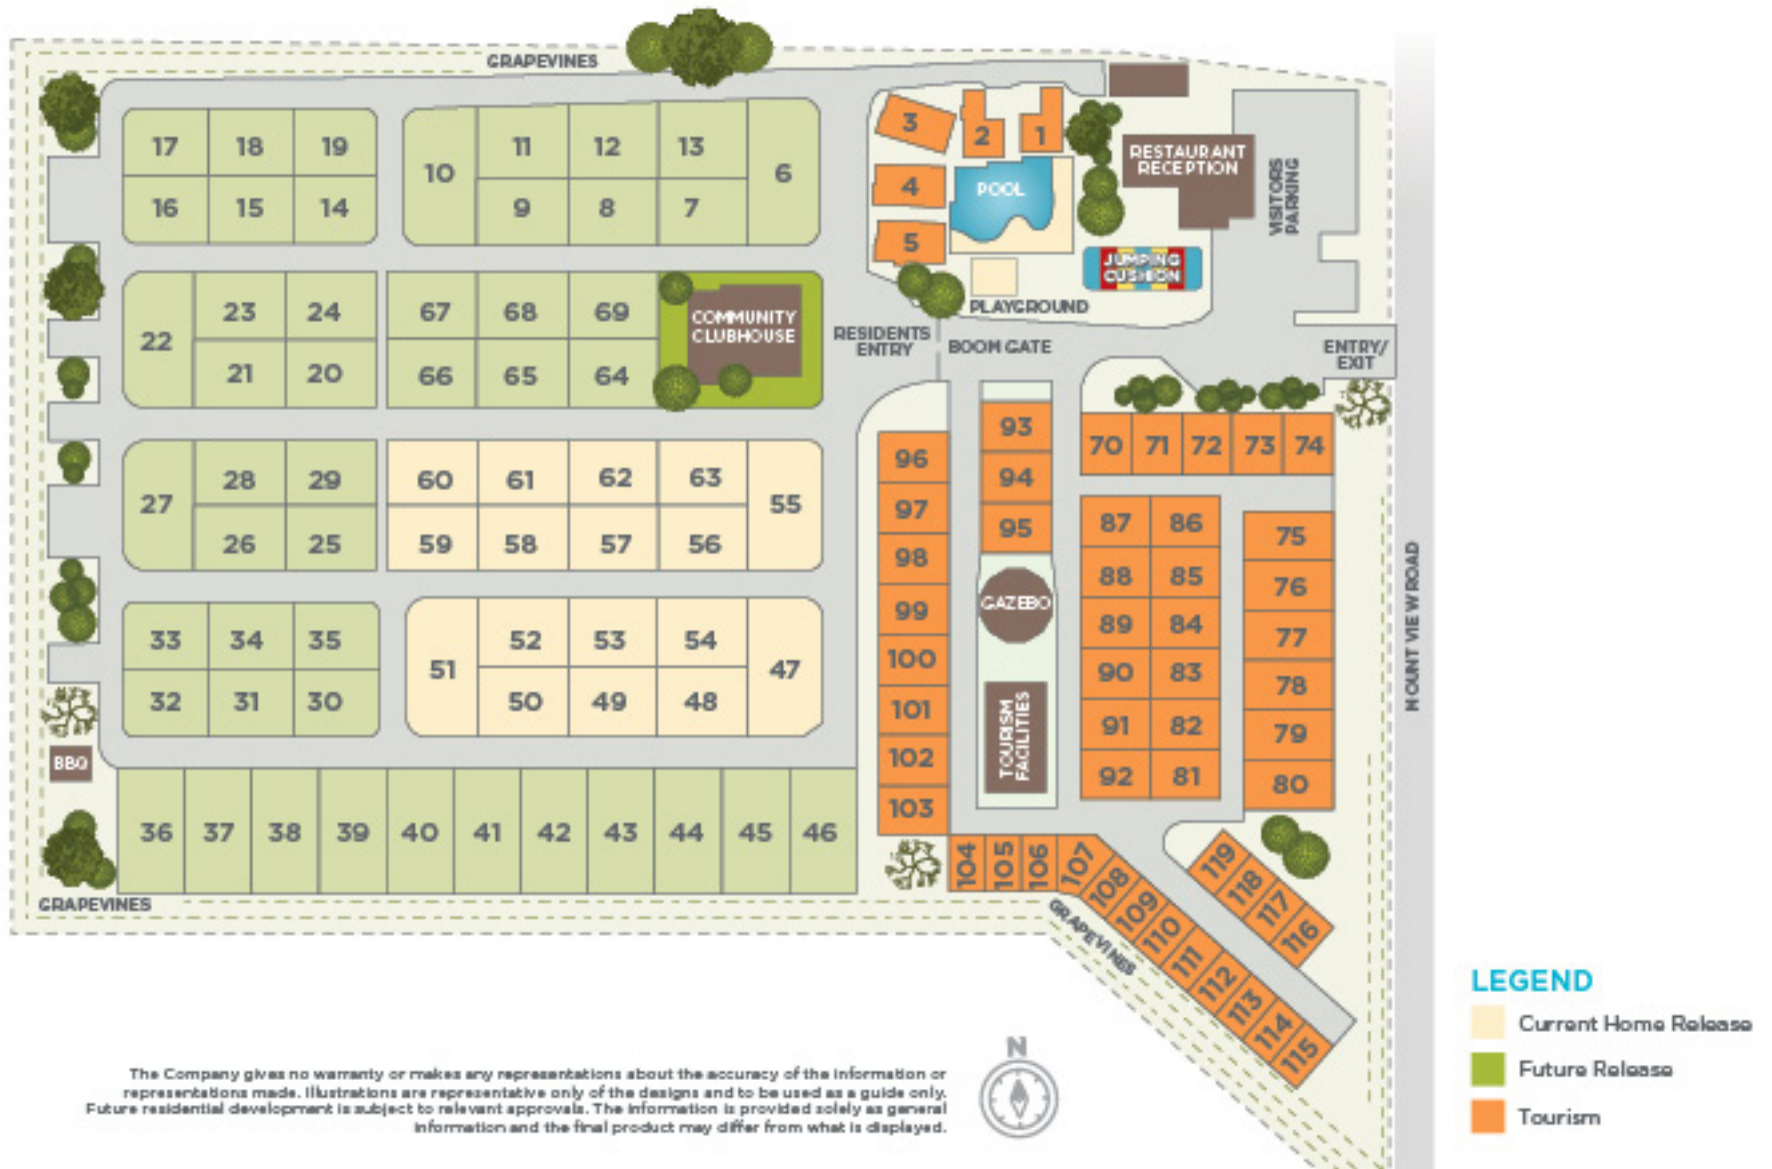 GRAPEVINES
17 18 19
16 15 14
10 11 12 13 6
9 8 7
3 2 1
4
5
POOL
RESTAURANT
RECEPTION
VISITORS
PARKING
JUMPING
CUSHION
PLAYGROUND
22 23 24
21 20
67 68 69
66 65 64
COMMUNITY
CLUBHOUSE
RESIDENTS
ENTRY
BOOM GATE
ENTRY/
EXIT
27 28 29
26 25
60 61 62 63 55
59 58 57 56
33 34 35
32 31 30
51 52 53 54 47
50 49 48
BBQ
36 37 38 39 40 41 42 43 44 45 46
GRAPEVINES
96
97
98
99
100
101
102
103
93
94
95
GAZEBO
TOURISM
FACILITIES
70 71 72 73 74
87 86
88 85
89 84
90 83
91 82
92 81
75
76
77
78
79
80
104 105 106 107 108 109 110 111 112 113 114 115
119 118 117 116
GRAPEVINES
MOUNT VIEW ROAD
LEGEND
Current Home Release
Future Release
Tourism
N
The Company gives no warranty or makes any representations about the accuracy of the information or
representations made. Illustrations are representative only of the designs and to be used as a guide only.
Future residential development is subject to relevant approvals. The information is provided solely as general
information and the final product may differ from what is displayed.